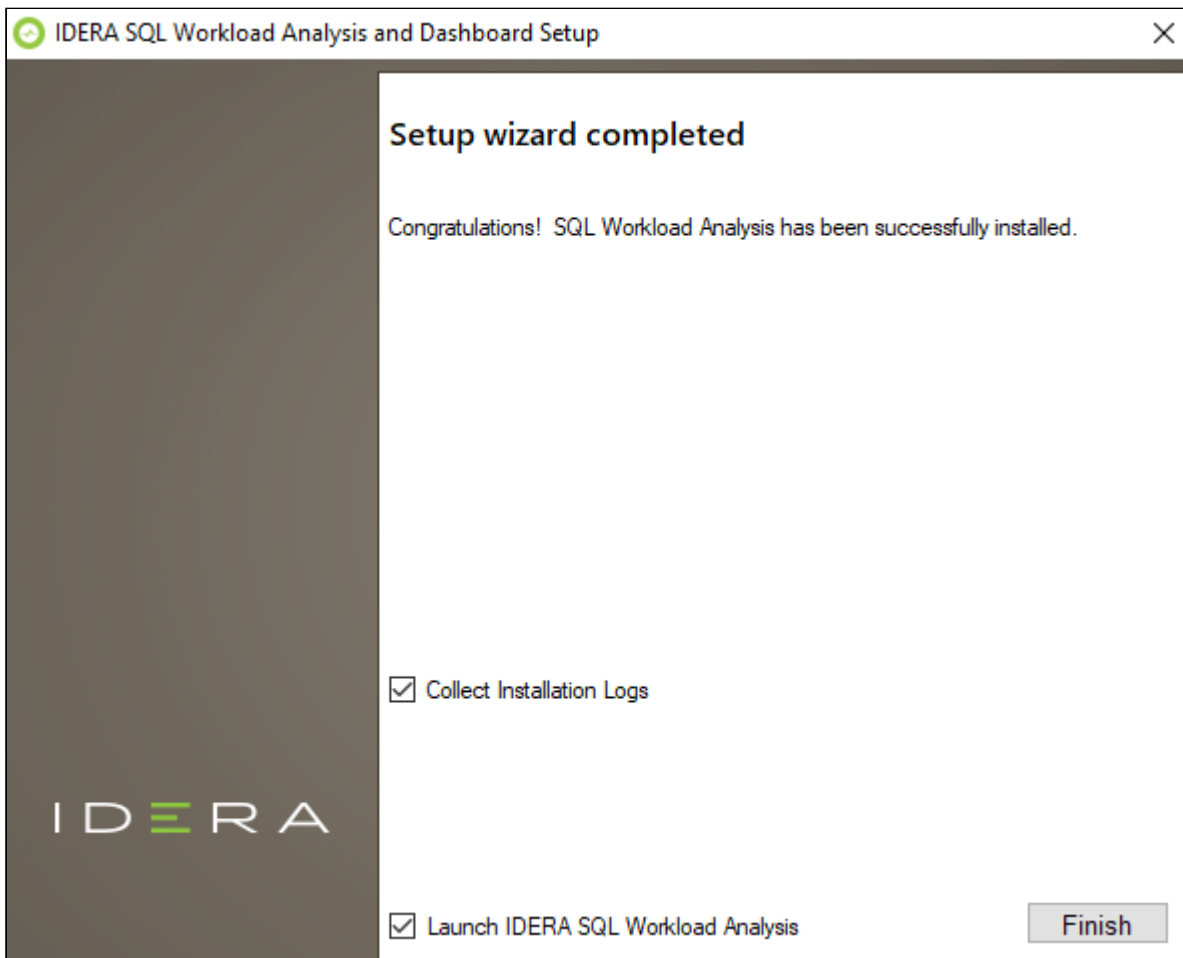 IDERA SQL Workload Analysis and Dashboard Setup
Setup wizard completed
Congratulations!  SQL Workload Analysis has been successfully installed.
Collect Installation Logs
IDERA
Launch IDERA SQL Workload Analysis
Finish